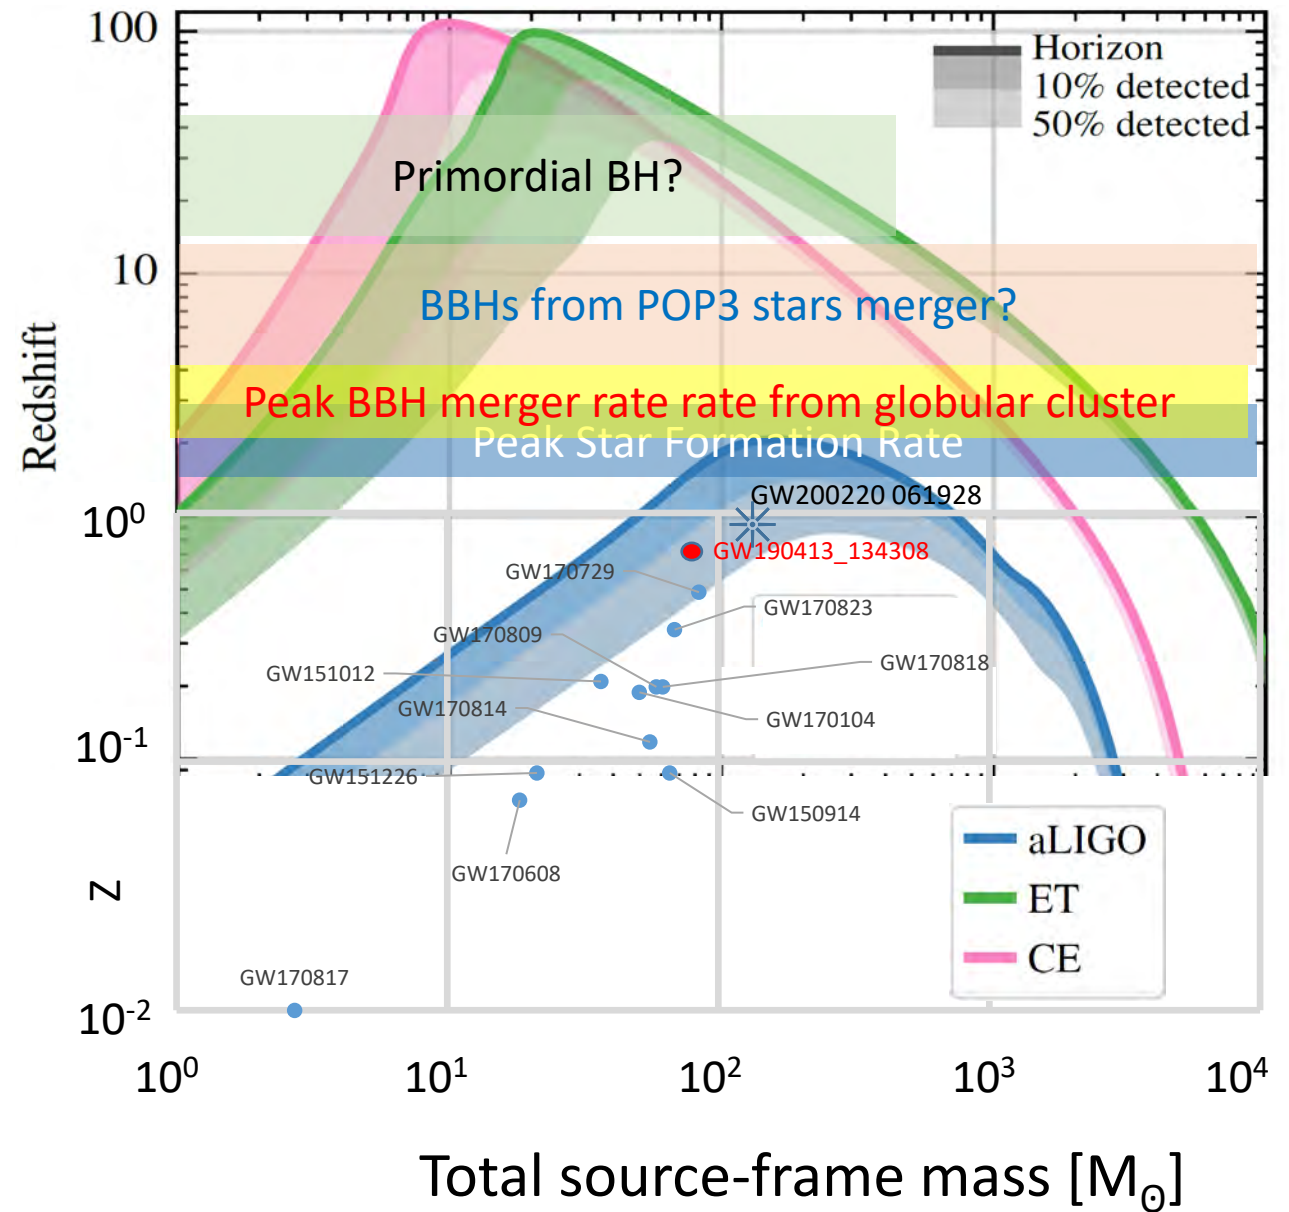 100
Horizon
10% detected
50% detected
Primordial BH?
10
BBHs from POP3 stars merger?
Redshift
Peak BBH merger rate rate from globular cluster
Peak Star Formation Rate
GW200220 061928
10⁰
GW190413_134308
GW170729
GW170823
GW170809
GW170818
GW151012
GW170814
GW170104
10⁻¹
GW151226
GW150914
aLIGO
GW170608
Z
ET
CE
GW170817
10⁻²
10⁰ 10¹ 10² 10³ 10⁴
Total source-frame mass [M⊙]